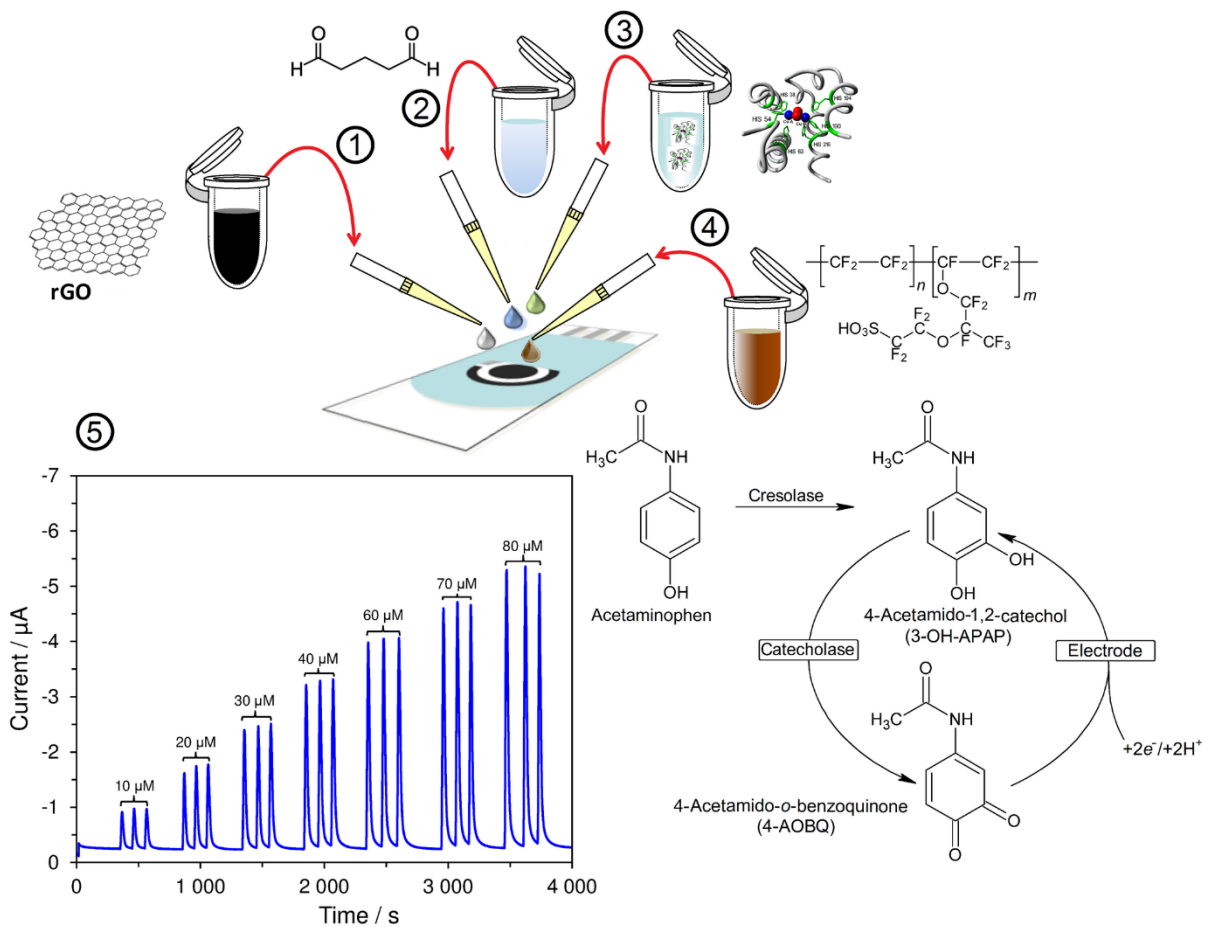 ①
②
③
④
O
O
H
H
rGO
HIS 38
HIS 194
HIS 54
HIS 190
HIS 63
HIS 216
CF₂
CF₂
n
CF
CF₂
m
O
CF₂
F₂
C
HO₃S
C
F₂
O
C
F
CF₃
⑤
Current / µA
-7
-6
-5
-4
-3
-2
-1
0
10 µM
20 µM
30 µM
40 µM
60 µM
70 µM
80 µM
0
1 000
2 000
3 000
4 000
Time / s
O
H₃C
NH
OH
Acetaminophen
Cresolase
O
H₃C
NH
OH
OH
4-Acetamido-1,2-catechol
(3-OH-APAP)
Catecholase
Electrode
+2e⁻/+2H⁺
O
H₃C
NH
O
O
4-Acetamido-o-benzoquinone
(4-AOBQ)